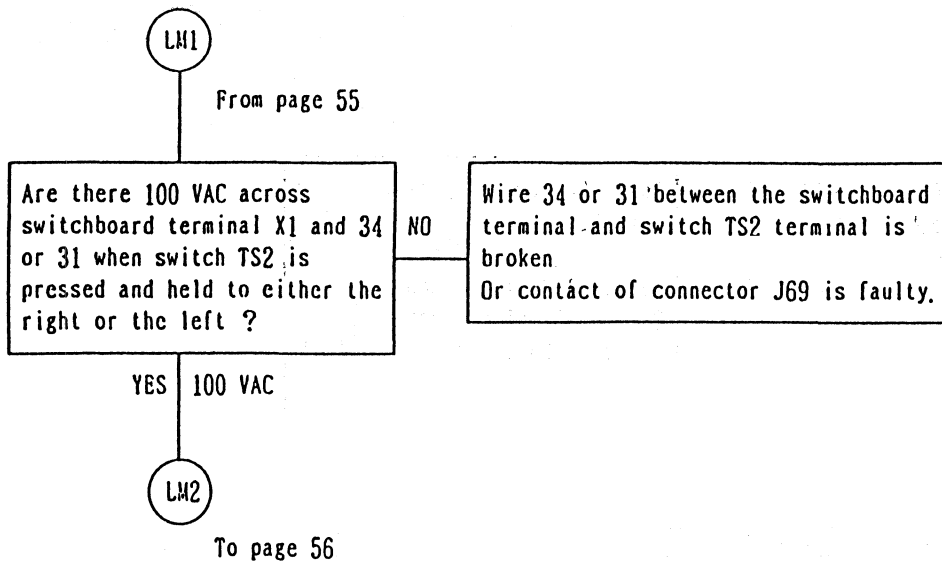 LM1
From page 55
Are there 100 VAC across
switchboard terminal X1 and 34
or 31 when switch TS2 is
pressed and held to either the
right or the left ?
NO
Wire 34 or 31 between the switchboard
terminal and switch TS2 terminal is
broken
Or contact of connector J69 is faulty.
YES 100 VAC
LM2
To page 56